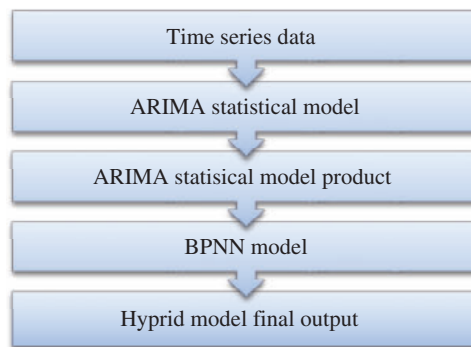 Time series data
ARIMA statistical model
ARIMA statisical model product
BPNN model
Hyprid model final output